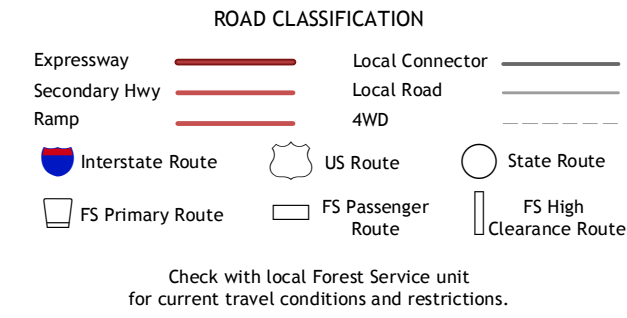 ROAD CLASSIFICATION
Expressway
Local Connector
Secondary Hwy
Local Road
Ramp
4WD
Interstate Route
US Route
State Route
FS Primary Route
FS Passenger
Route
FS High
Clearance Route
Check with local Forest Service unit
for current travel conditions and restrictions.